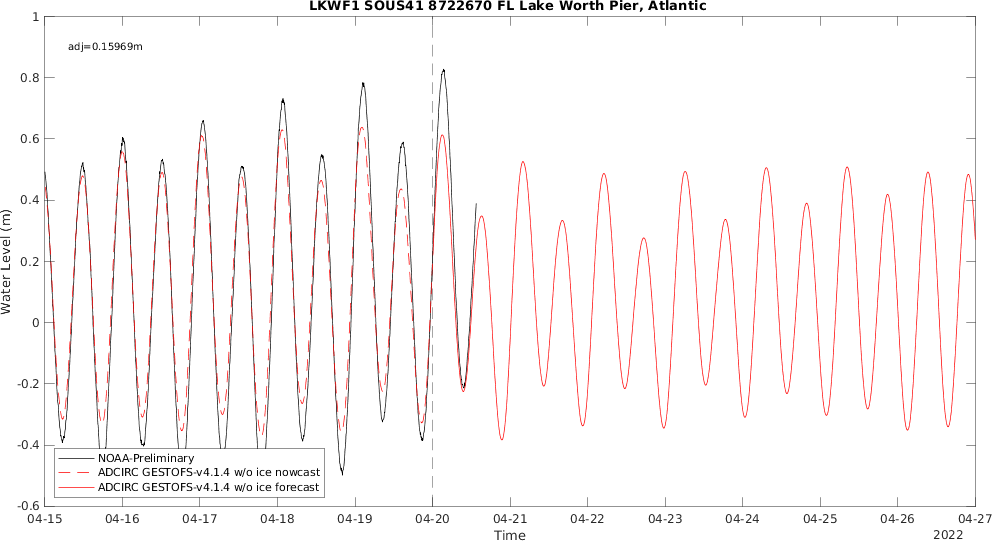 LKWF1 SOUS41 8722670 FL Lake Worth Pier, Atlantic
1
adj=0.15969m
0.8
0.6
0.4
0.2
0
-0.2
-0.4
-0.6
Water Level (m)
NOAA-Preliminary
ADCIRC GESTOFS-v4.1.4 w/o ice nowcast
ADCIRC GESTOFS-v4.1.4 w/o ice forecast
04-15 04-16 04-17 04-18 04-19 04-20 04-21 04-22 04-23 04-24 04-25 04-26 04-27
Time
2022